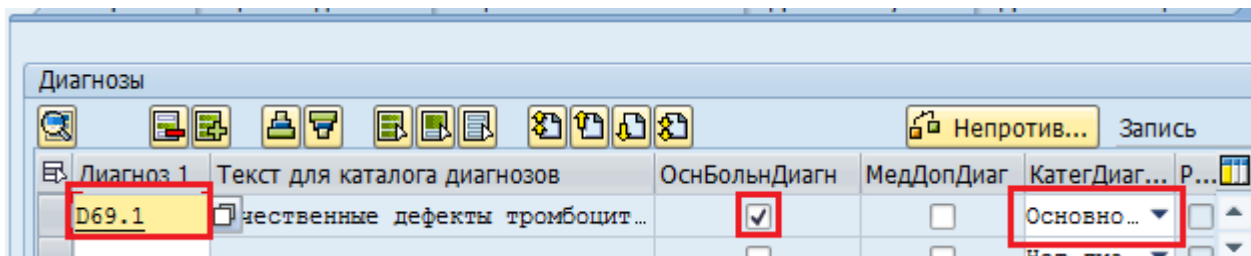 Диагнозы
Непротив... Запись
Диагноз 1 Текст для каталога диагнозов ОснБольнДиагн МедДопДиаг КатегДиаг... Р...
D69.1 чественные дефекты тромбоцит... Основно...